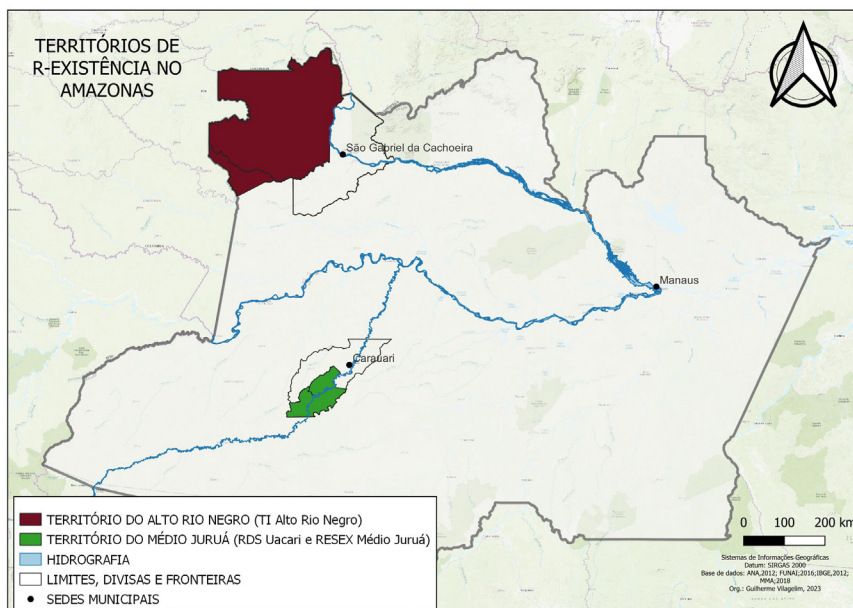 TERRITÓRIOS DE
R-EXISTÊNCIA NO
AMAZONAS
São Gabriel da Cachoeira
Manaus
Carauari
TERRITÓRIO DO ALTO RIO NEGRO (TI Alto Rio Negro)
TERRITÓRIO DO MÉDIO JURUÁ (RDS Uacari e RESEX Médio Juruá)
HIDROGRAFIA
LIMITES, DIVISAS E FRONTEIRAS
SEDES MUNICIPAIS
0 100 200 km
Sistemas de Informações Geográficas
Datum: SIRGAS 2000
Base de dados: ANA,2012; FUNAI;2016;IBGE,2012;
MMA;2018
Org.: Guilherme Vilagelim, 2023